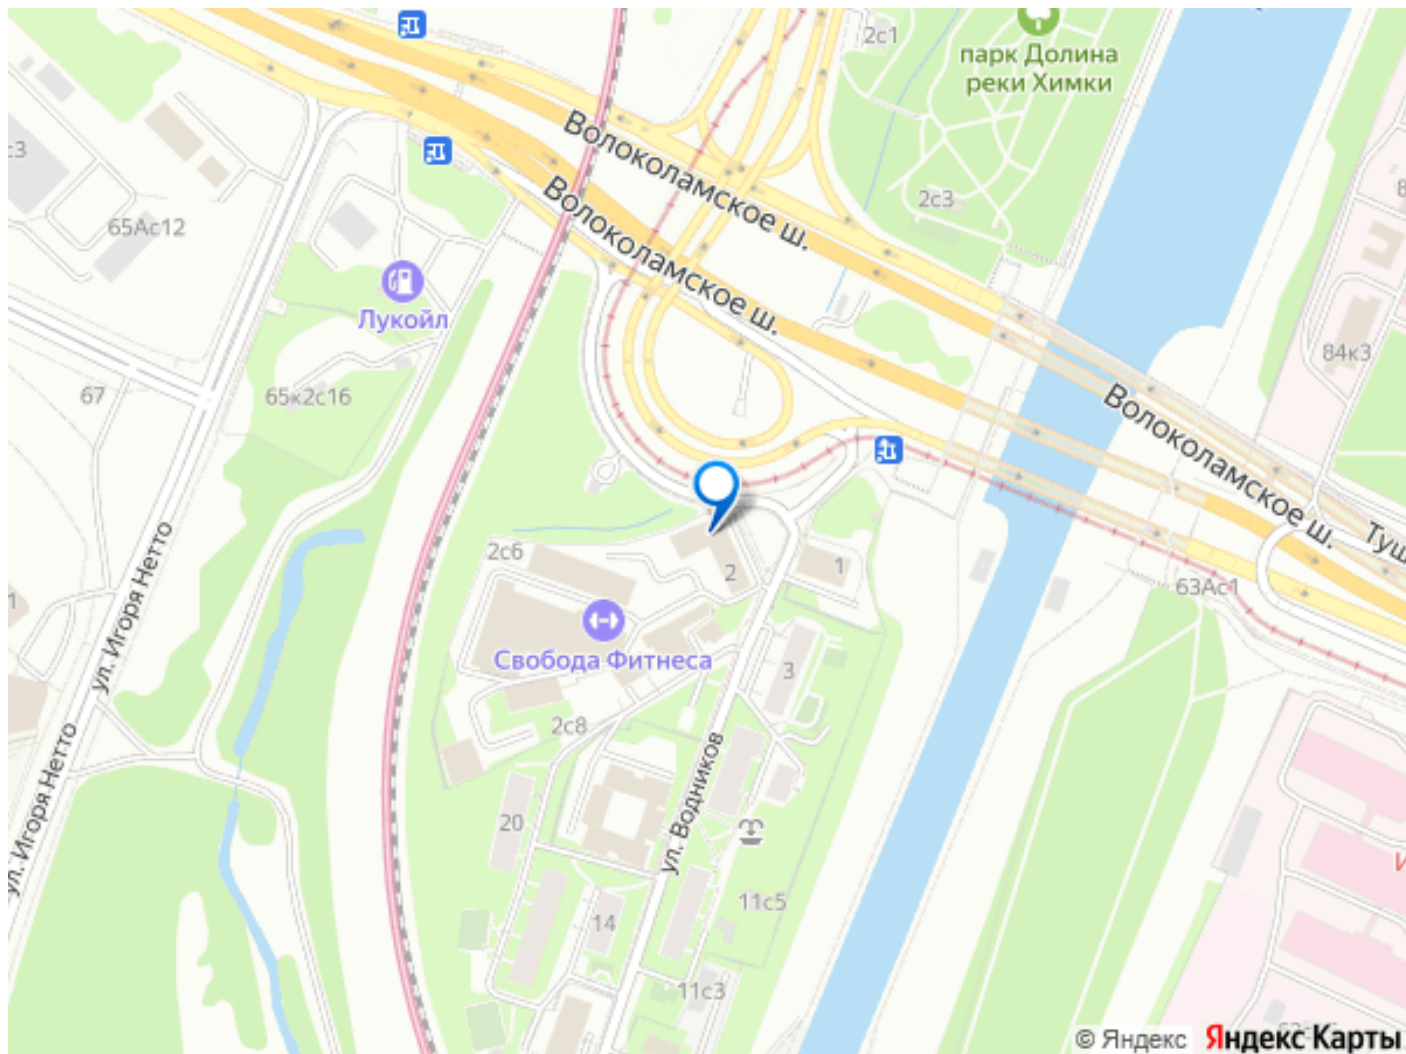 2с1
парк Долина
реки Химки
Волоколамское ш.
с3
2с3
Волоколамское ш.
65Ас12
Лукойл
84к3
67
65к2с16
Волоколамское ш.
Туш
2с6
2
1
63Ас1
1
ул. Игоря Нетто
Свобода Фитнеса
3
2с8
ул. Игоря Нетто
ул. Водников
20
14
11с5
11с3
© Яндекс
Яндекс Карты